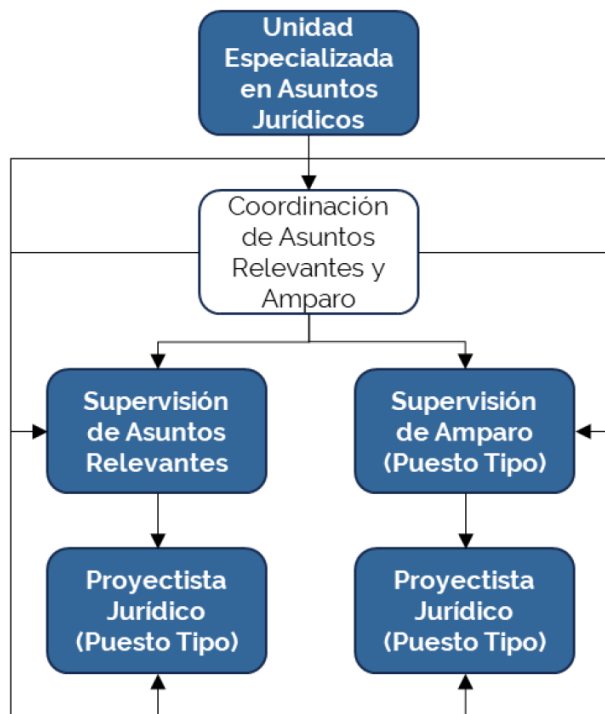 Unidad
Especializada
en Asuntos
Jurídicos
Coordinación
de Asuntos
Relevantes y
Amparo
Supervisión
de Asuntos
Relevantes
Supervisión
de Amparo
(Puesto Tipo)
Proyectista
Jurídico
(Puesto Tipo)
Proyectista
Jurídico
(Puesto Tipo)